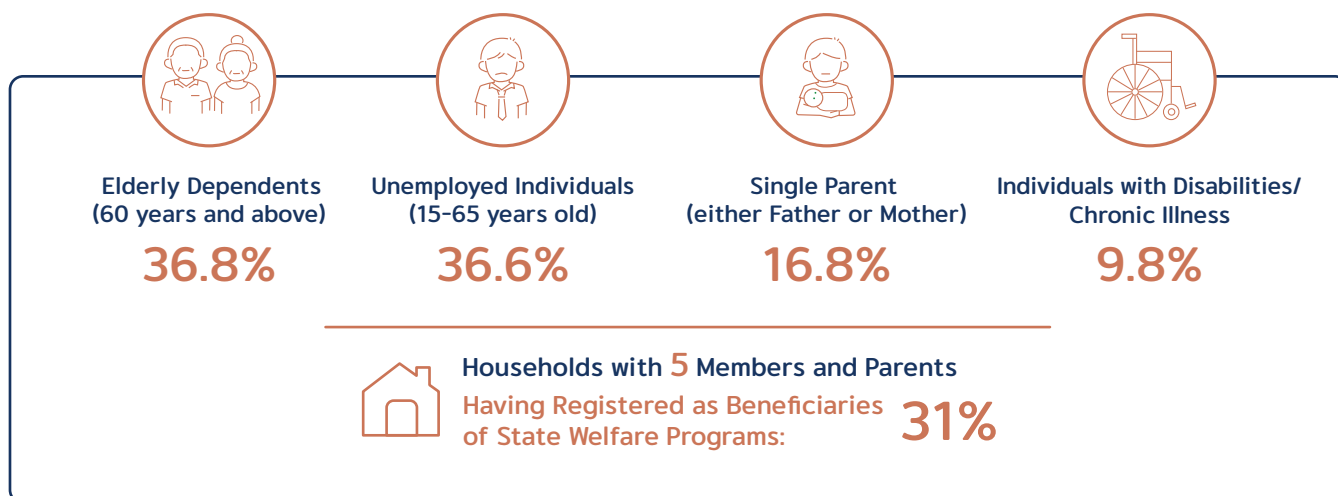 Elderly Dependents
(60 years and above)
36.8%
Unemployed Individuals
(15-65 years old)
36.6%
Single Parent
(either Father or Mother)
16.8%
Individuals with Disabilities/
Chronic Illness
9.8%
Households with 5 Members and Parents
Having Registered as Beneficiaries
of State Welfare Programs:
31%